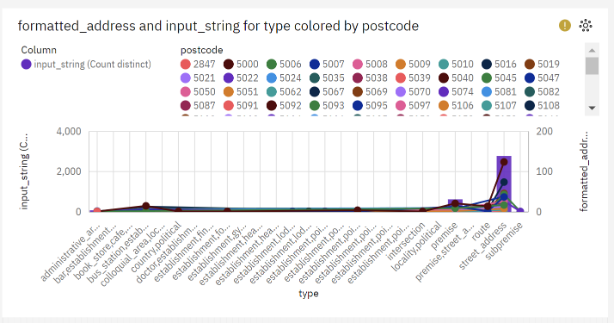 formatted_address and input_string for type colored by postcode
Column
input_string (Count distinct)
postcode
2847 5000 5006 5007 5008 5009 5010 5016 5019
5021 5022 5024 5035 5038 5039 5040 5045 5047
5050 5051 5062 5067 5069 5070 5074 5081 5082
5087 5091 5092 5093 5095 5097 5106 5107 5108
input_string (C...
4,000
2,000
0
200
100
0
formatted_addr...
administrative_ar...
bar,establishment...
book_store,cafe...
bus_station,estab...
colloquial_area,loc...
country,political
doctor,establishm...
establishment,fin...
establishment,fo...
establishment,gy...
establishment,hea...
establishment,hea...
establishment,lod...
establishment,lod...
establishment,poi...
establishment,poi...
establishment,poi...
establishment,poi...
intersection
locality,political
premise
premise,street_a...
route
street_address
subpremise
type